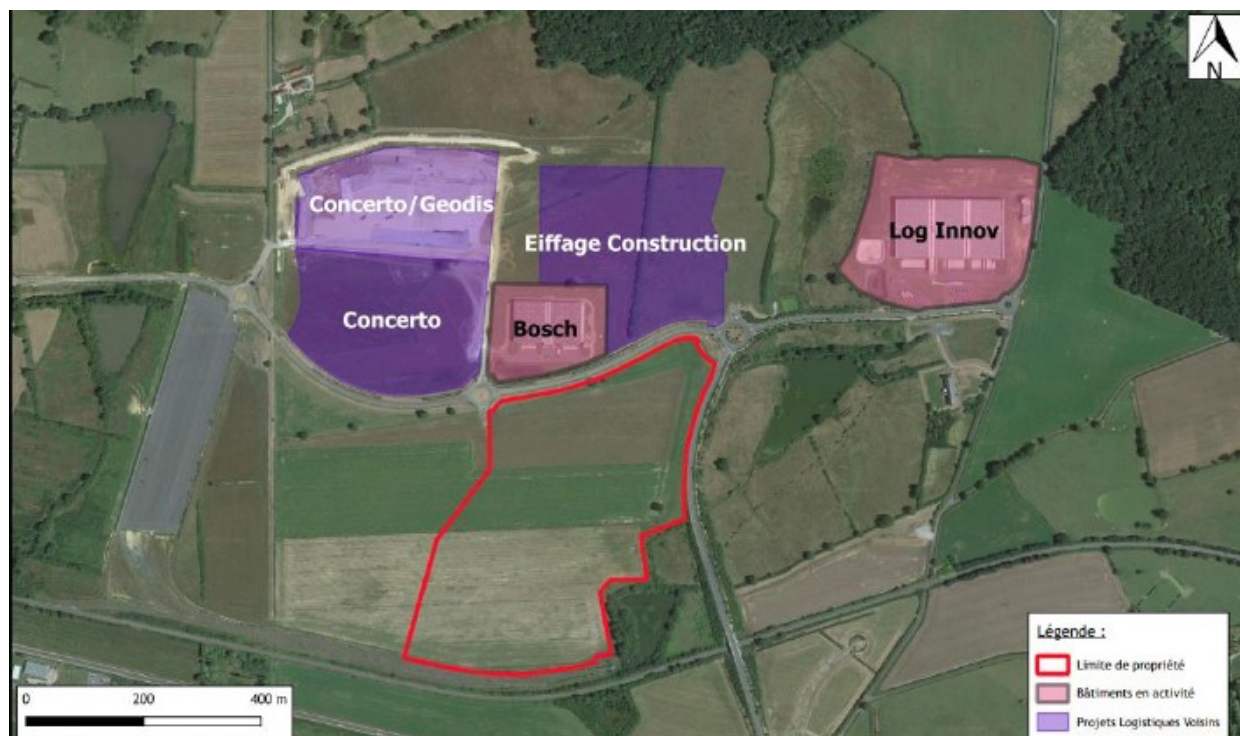 N
Concerto/Geodis
Eiffage Construction
Log Innov
Concerto
Bosch
Légende :
Limite de propriété
Bâtiments en activité
Projets Logistiques Voisins
0 200 400 m